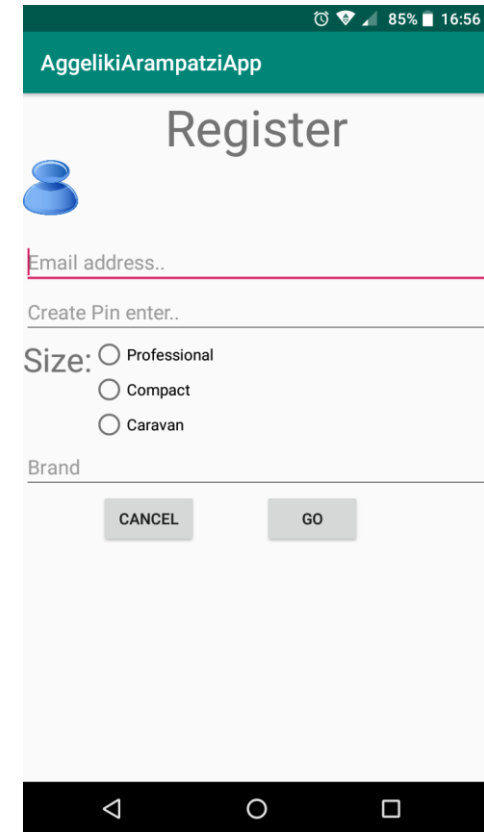 85% 16:56
AggelikiArampatziApp
Register
Email address..
Create Pin enter..
Size: Professional
Compact
Caravan
Brand
CANCEL GO